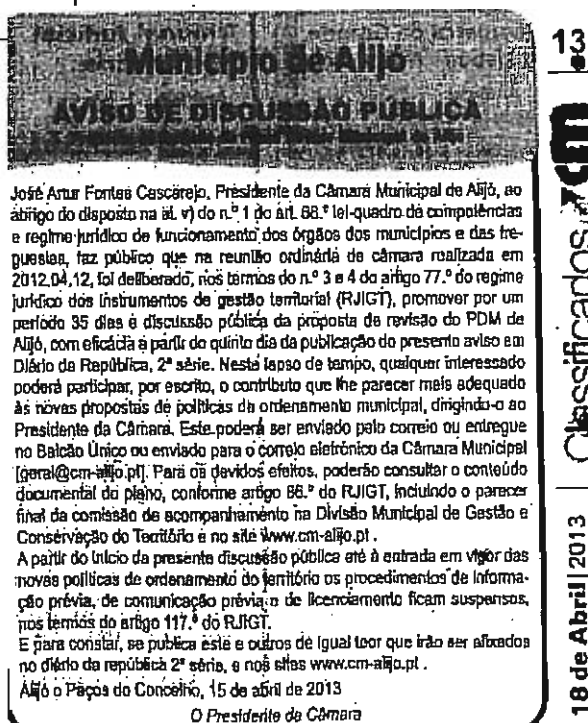 Município de Alijó
AVISO DE DISCUSSÃO PÚBLICA
José Artur Fontes Cascarejo, Presidente da Câmara Municipal de Alijó, ao
abrigo do disposto na al. v) do n.º 1 do art. 68.º lei-quadro de competências
e regime jurídico de funcionamento dos órgãos dos municípios e das fre-
guesias, faz público que na reunião ordinária de câmara realizada em
2012.04.12, foi deliberado, nos termos do n.º 3 e 4 do artigo 77.º do regime
jurídico dos instrumentos de gestão territorial (RJIGT), promover por um
período 35 dias a discussão pública da proposta de revisão do PDM de
Alijó, com eficácia a partir do quinto dia da publicação do presente aviso em
Diário da República, 2ª série. Neste lapso de tempo, qualquer interessado
poderá participar, por escrito, o contributo que lhe parecer mais adequado
às novas propostas de políticas de ordenamento municipal, dirigindo-o ao
Presidente da Câmara. Este poderá ser enviado pelo correio ou entregue
no Balcão Único ou enviado para o correio eletrónico da Câmara Municipal
[geral@cm-alijo.pt]. Para os devidos efeitos, poderão consultar o conteúdo
documental do plano, conforme artigo 86.º do RJIGT, incluindo o parecer
final da comissão de acompanhamento na Divisão Municipal de Gestão e
Conservação do Território e no site www.cm-alijo.pt .
A partir do início da presente discussão pública até à entrada em vigor das
novas políticas de ordenamento do território os procedimentos de informa-
ção prévia, de comunicação prévia e de licenciamento ficam suspensos,
nos termos do artigo 117.º do RJIGT.
E para constar, se publica este e outros de igual teor que irão ser afixados
no diário da república 2ª série, e nos sites www.cm-alijo.pt .
Alijó e Paços do Concelho, 15 de abril de 2013
O Presidente da Câmara
13
Classificados cm
18 de Abril | 2013